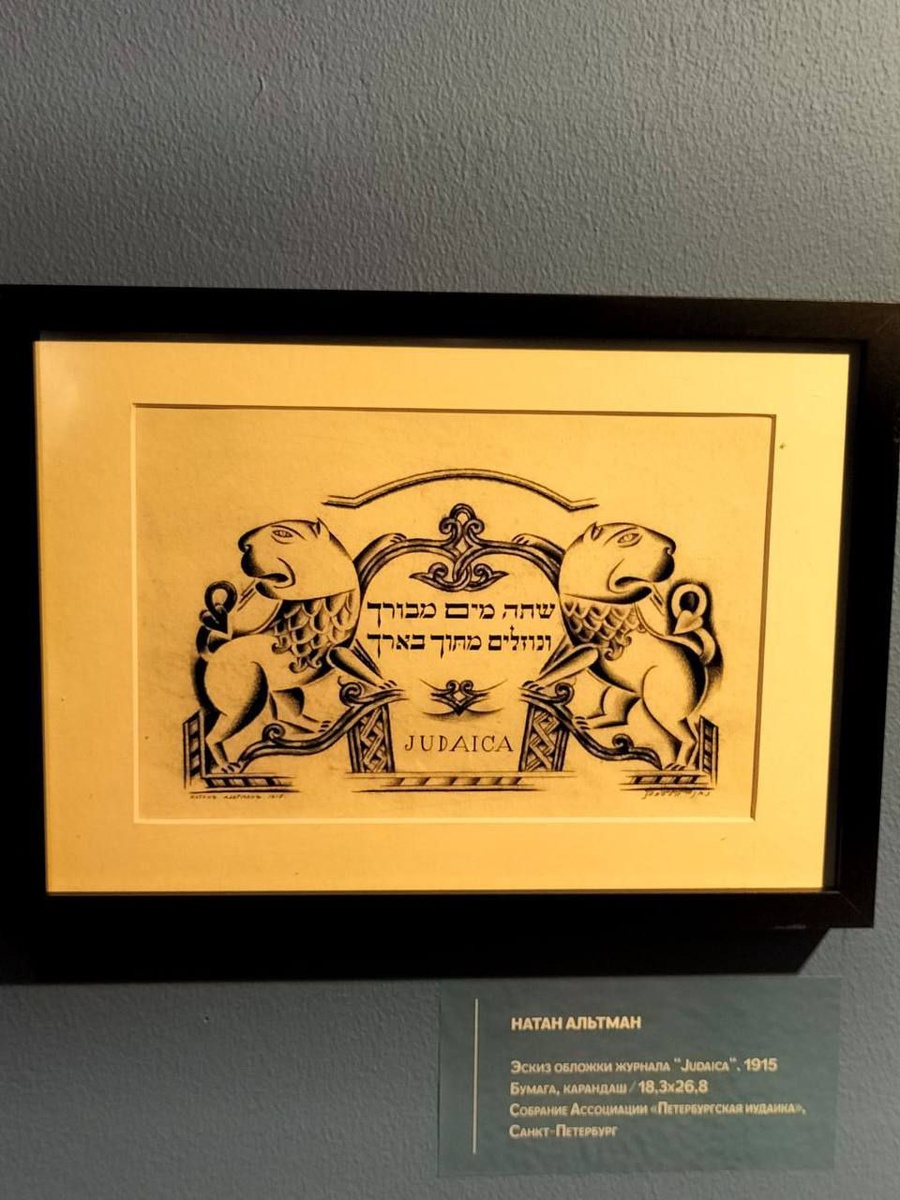 שתה מים מבורך
ונוזלים מתוך בארך
JUDAICA
НАТАН АЛЬТМАН
Эскиз обложки журнала "Judaica". 1915
Бумага, карандаш / 18,3х26,8
Собрание Ассоциации «Петербургская иудаика»,
Санкт-Петербург